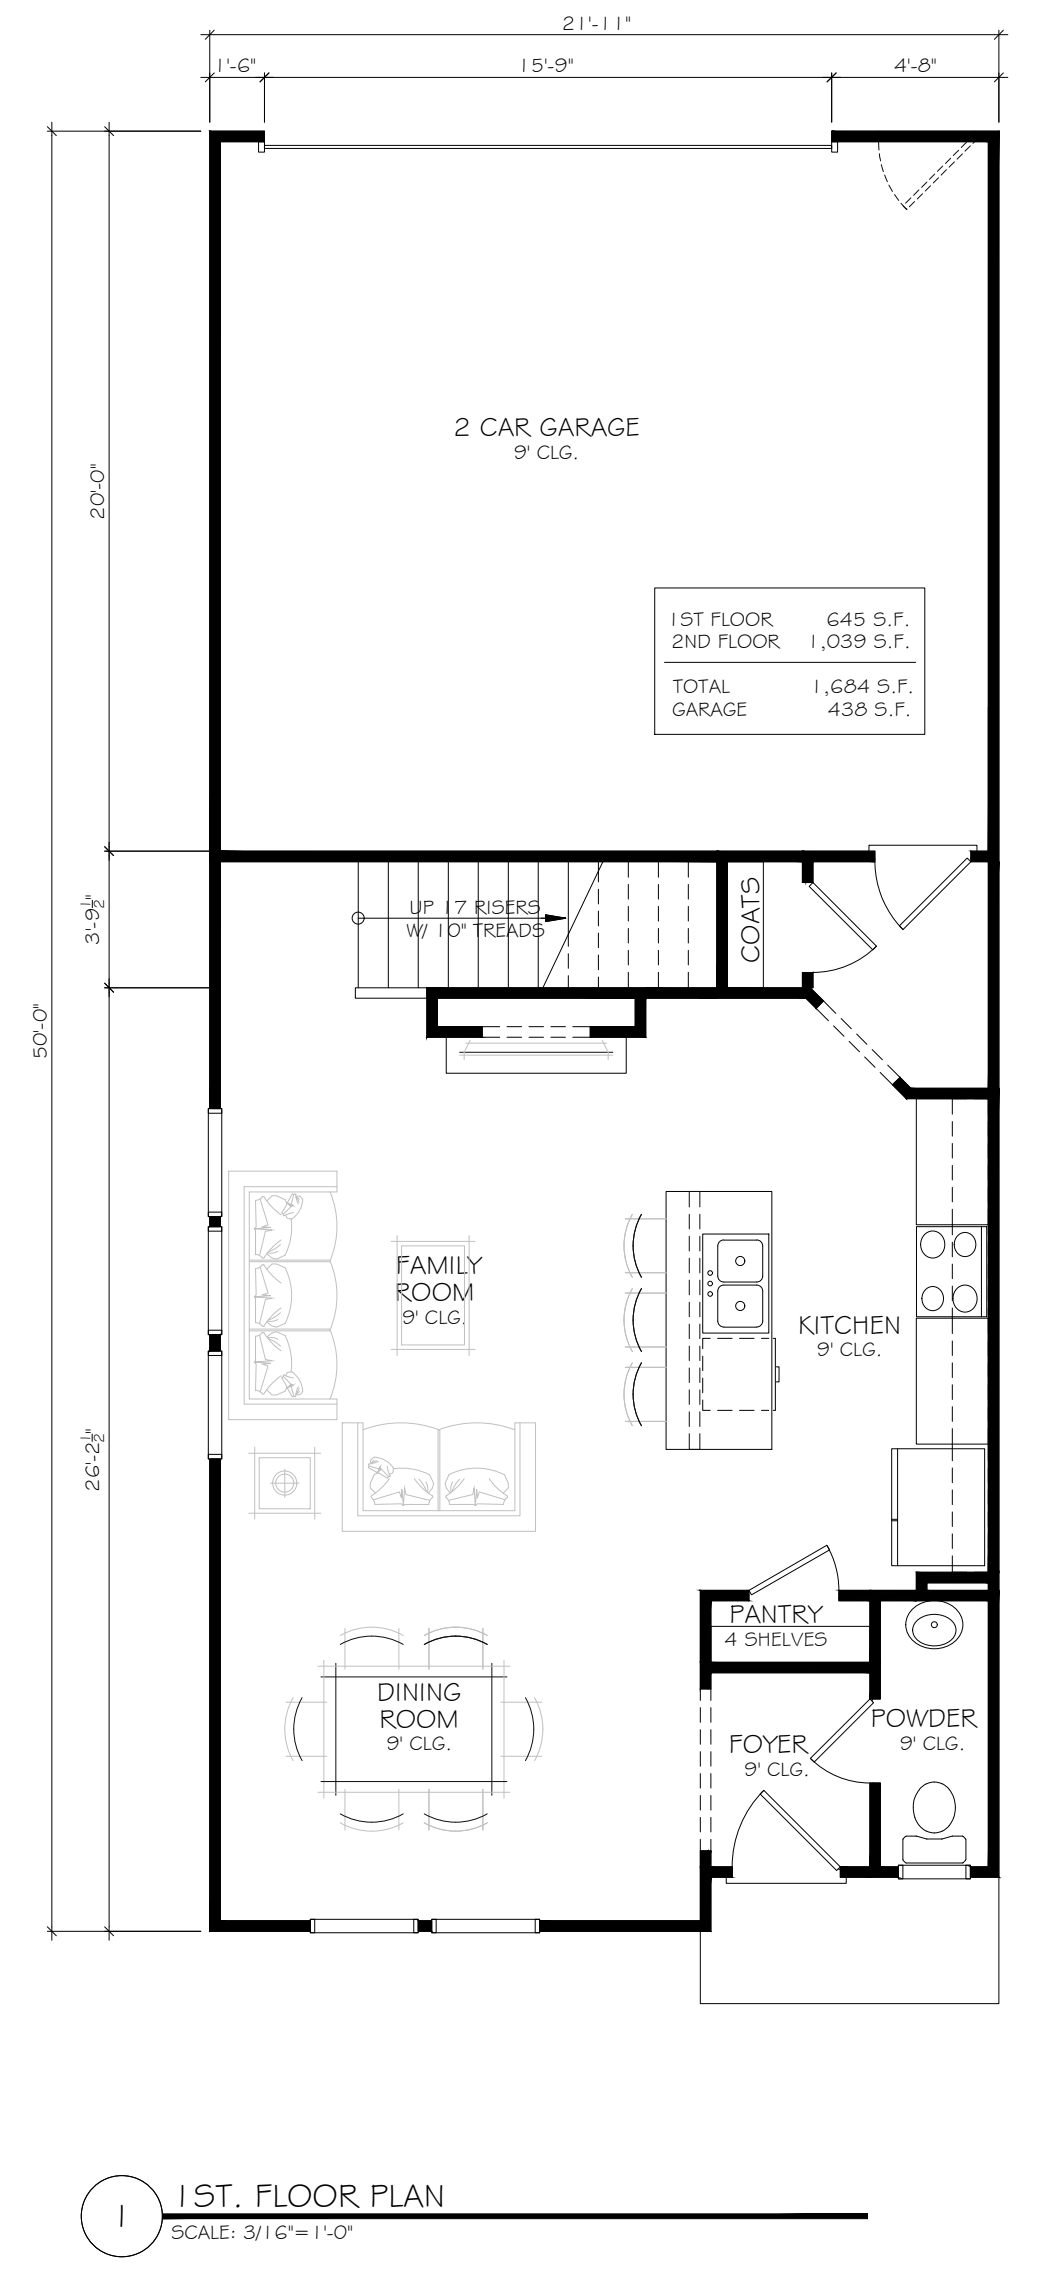 21'-11"
1'-6" 15'-9" 4'-8"
2 CAR GARAGE
9' CLG.
20'-0"
1ST FLOOR 645 S.F.
2ND FLOOR 1,039 S.F.
TOTAL 1,684 S.F.
GARAGE 438 S.F.
3'-9½"
UP 17 RISERS
W/ 10" TREADS
COATS
50'-0"
FAMILY
ROOM
9' CLG.
KITCHEN
9' CLG.
26'-2½"
PANTRY
4 SHELVES
DINING
ROOM
9' CLG.
FOYER
9' CLG.
POWDER
9' CLG.
1
1ST. FLOOR PLAN
SCALE: 3/16"=1'-0"